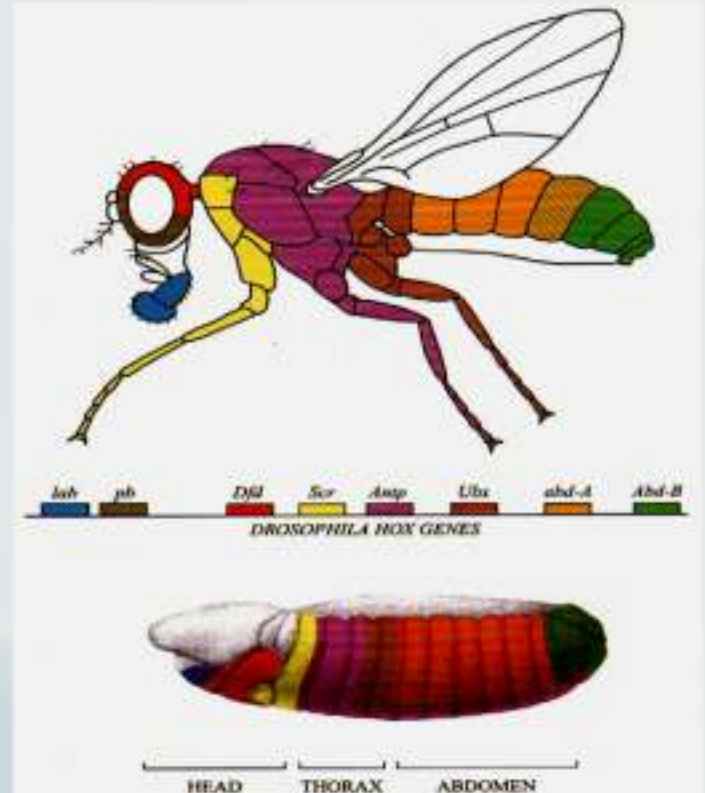 lab pb Dfd Scr Antp Ubx abd-A Abd-B
DROSOPHILA HOX GENES
HEAD THORAX ABDOMEN